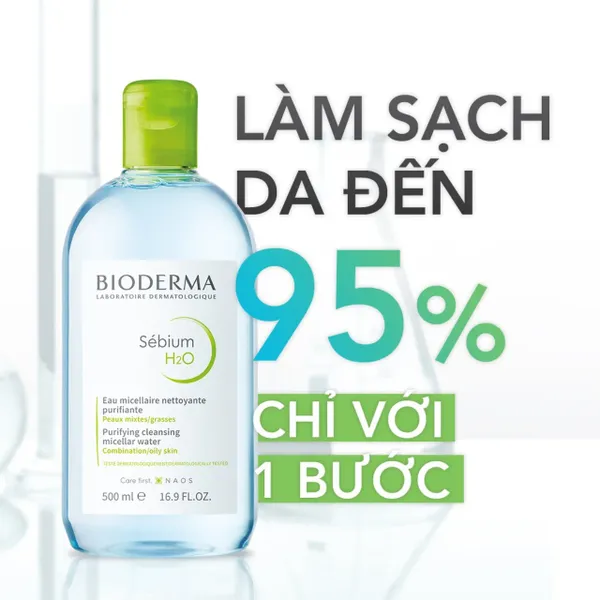 LÀM SẠCH
DA ĐẾN
95%
CHỈ VỚI
1 BƯỚC
BIODERMA
LABORATOIRE DERMATOLOGIQUE
Sébium
H2O
Eau micellaire nettoyante
purifiante
Peaux mixtes/grasses
Purifying cleansing
micellar water
Combination/oily skin
Care first. NAOS
500 ml e 16.9 FL.OZ.